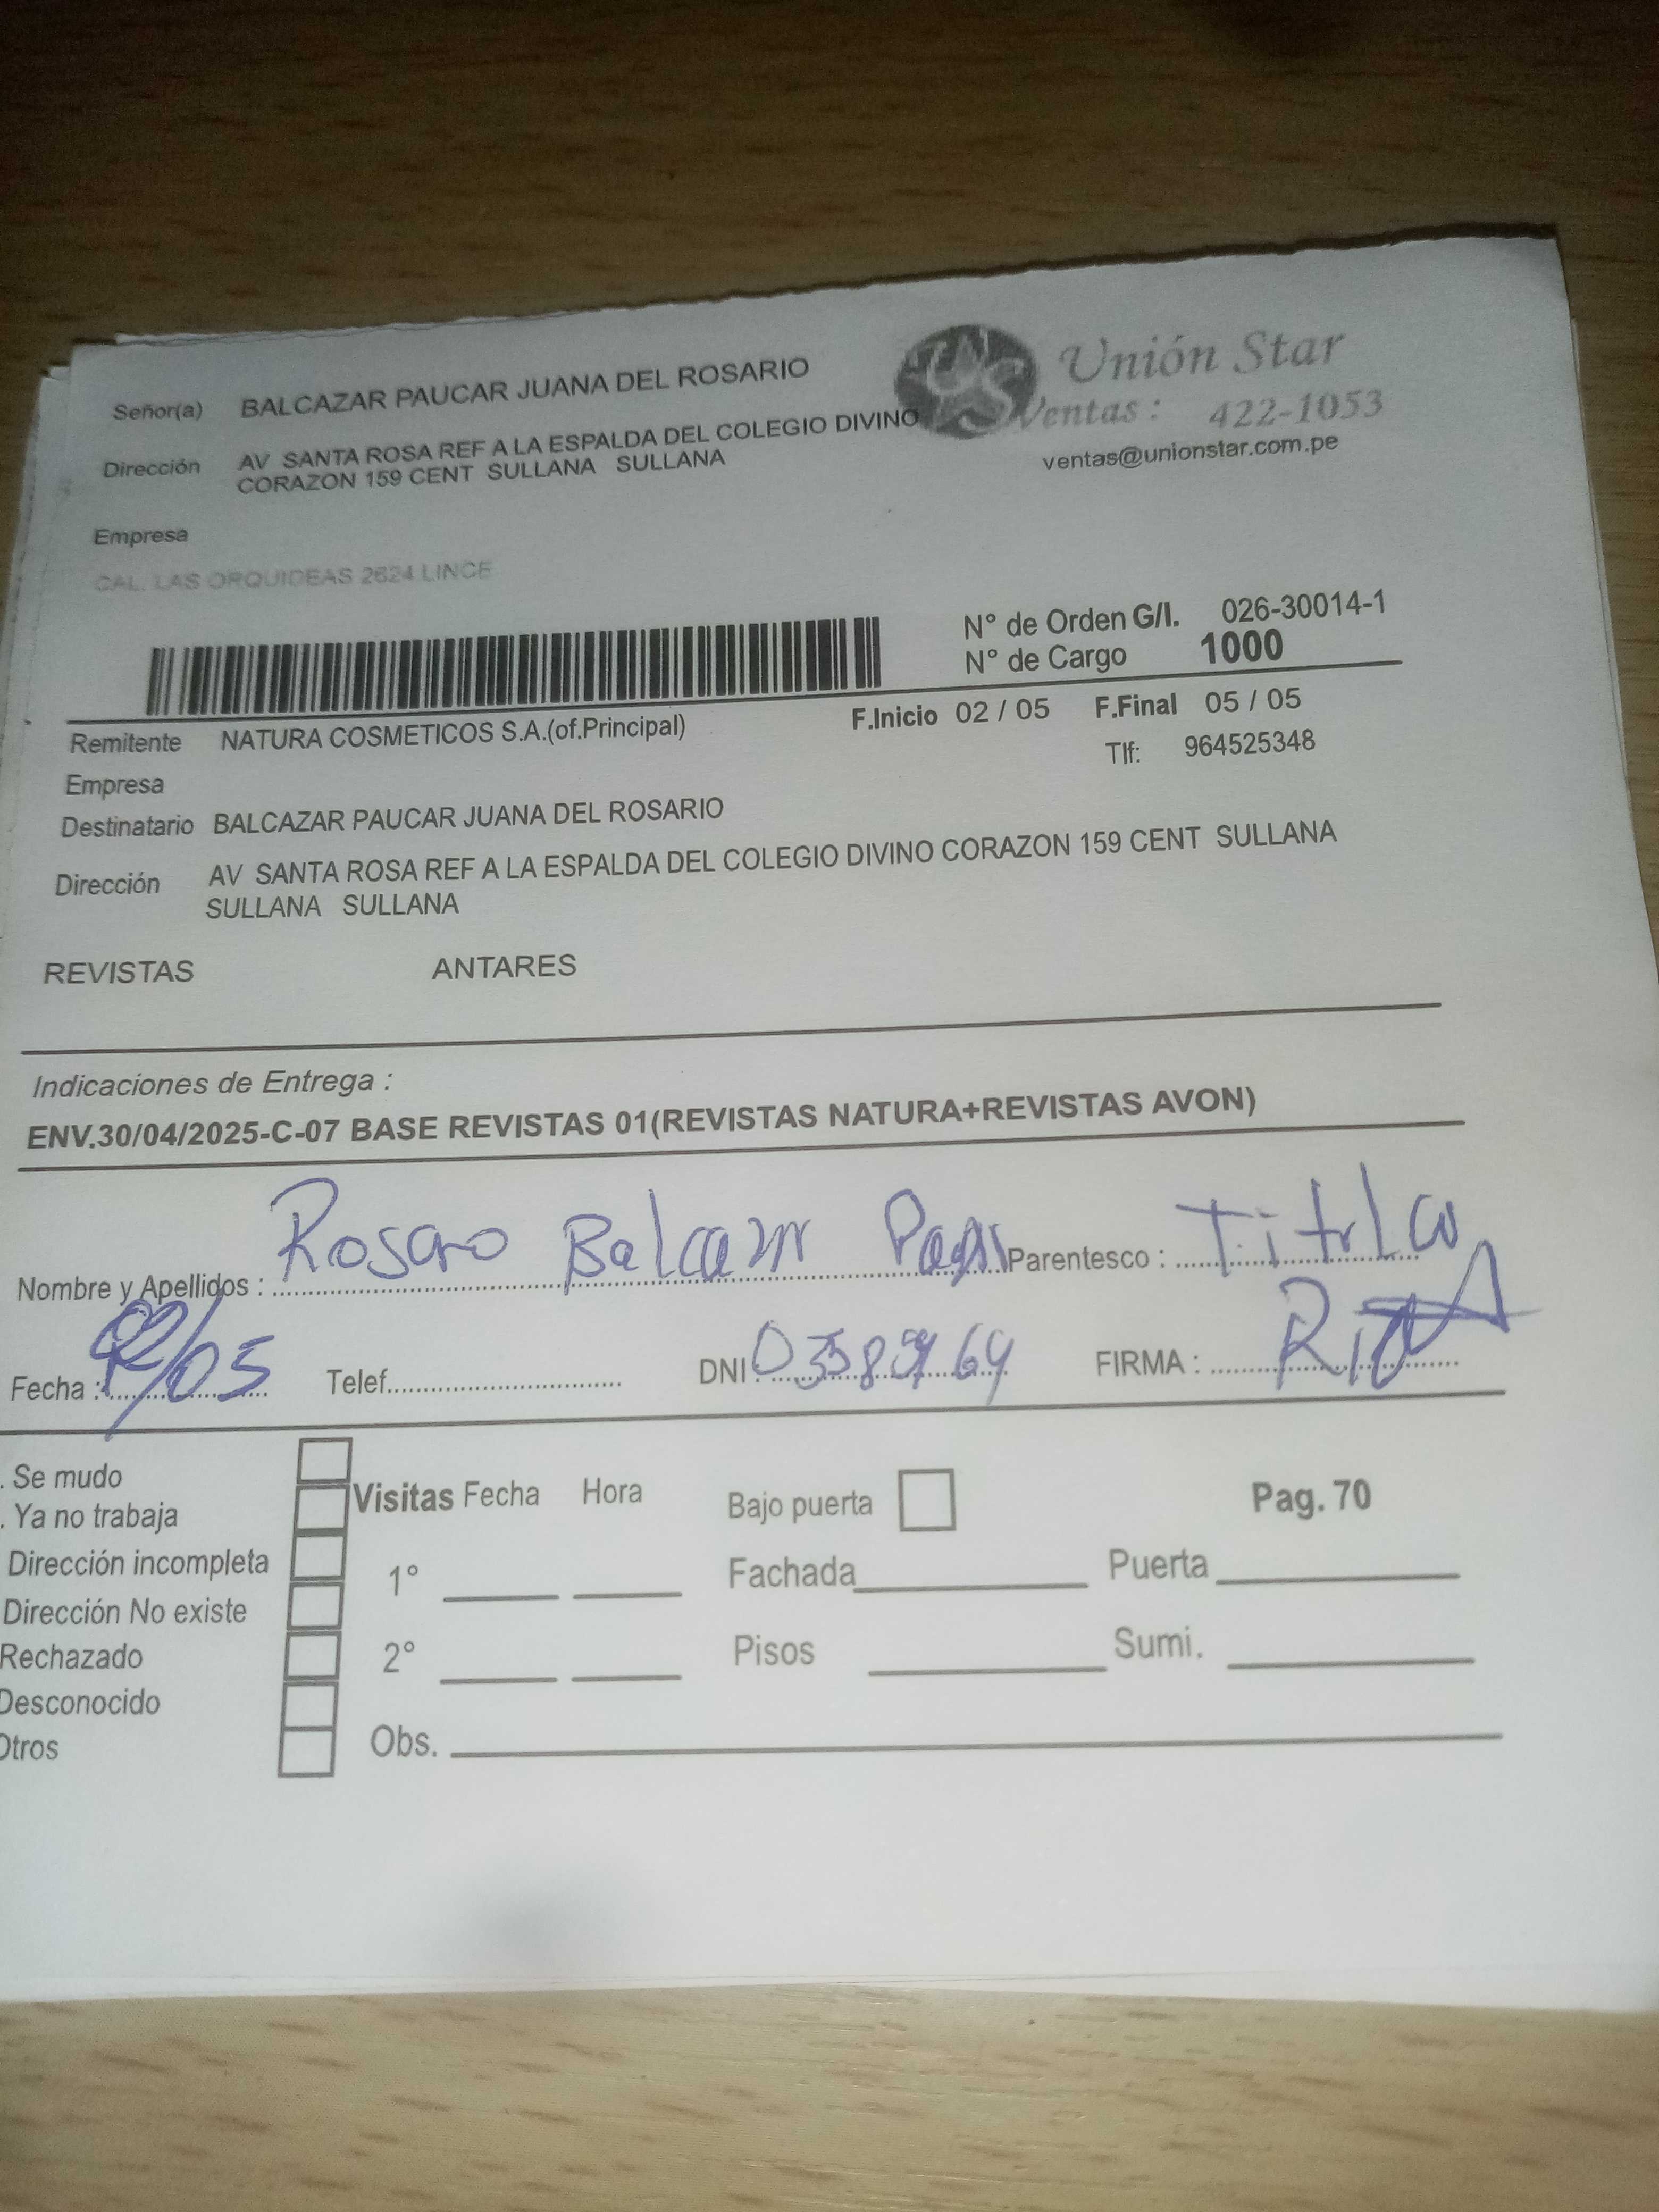 Señor(a) BALCAZAR PAUCAR JUANA DEL ROSARIO
Unión Star
Ventas : 422-1053
ventas@unionstar.com.pe
Dirección AV SANTA ROSA REF A LA ESPALDA DEL COLEGIO DIVINO
CORAZON 159 CENT SULLANA SULLANA
Empresa
CAL. LAS ORQUIDEAS 2624 LINCE
N° de Orden G/I. 026-30014-1
N° de Cargo 1000
Remitente NATURA COSMETICOS S.A.(of.Principal) F.Inicio 02 / 05 F.Final 05 / 05
Tlf: 964525348
Empresa
Destinatario BALCAZAR PAUCAR JUANA DEL ROSARIO
Dirección AV SANTA ROSA REF A LA ESPALDA DEL COLEGIO DIVINO CORAZON 159 CENT SULLANA
SULLANA SULLANA
REVISTAS ANTARES
Indicaciones de Entrega :
ENV.30/04/2025-C-07 BASE REVISTAS 01(REVISTAS NATURA+REVISTAS AVON)
Nombre y Apellidos : Rosario Balcazar Parentesco : Titular
Fecha : 02/05 Telef. DNI: FIRMA :
. Se mudo
. Ya no trabaja
Dirección incompleta
Dirección No existe
Rechazado
Desconocido
Otros
Visitas Fecha Hora
1°
2°
Obs.
Bajo puerta Pag. 70
Fachada Puerta
Pisos Sumi.